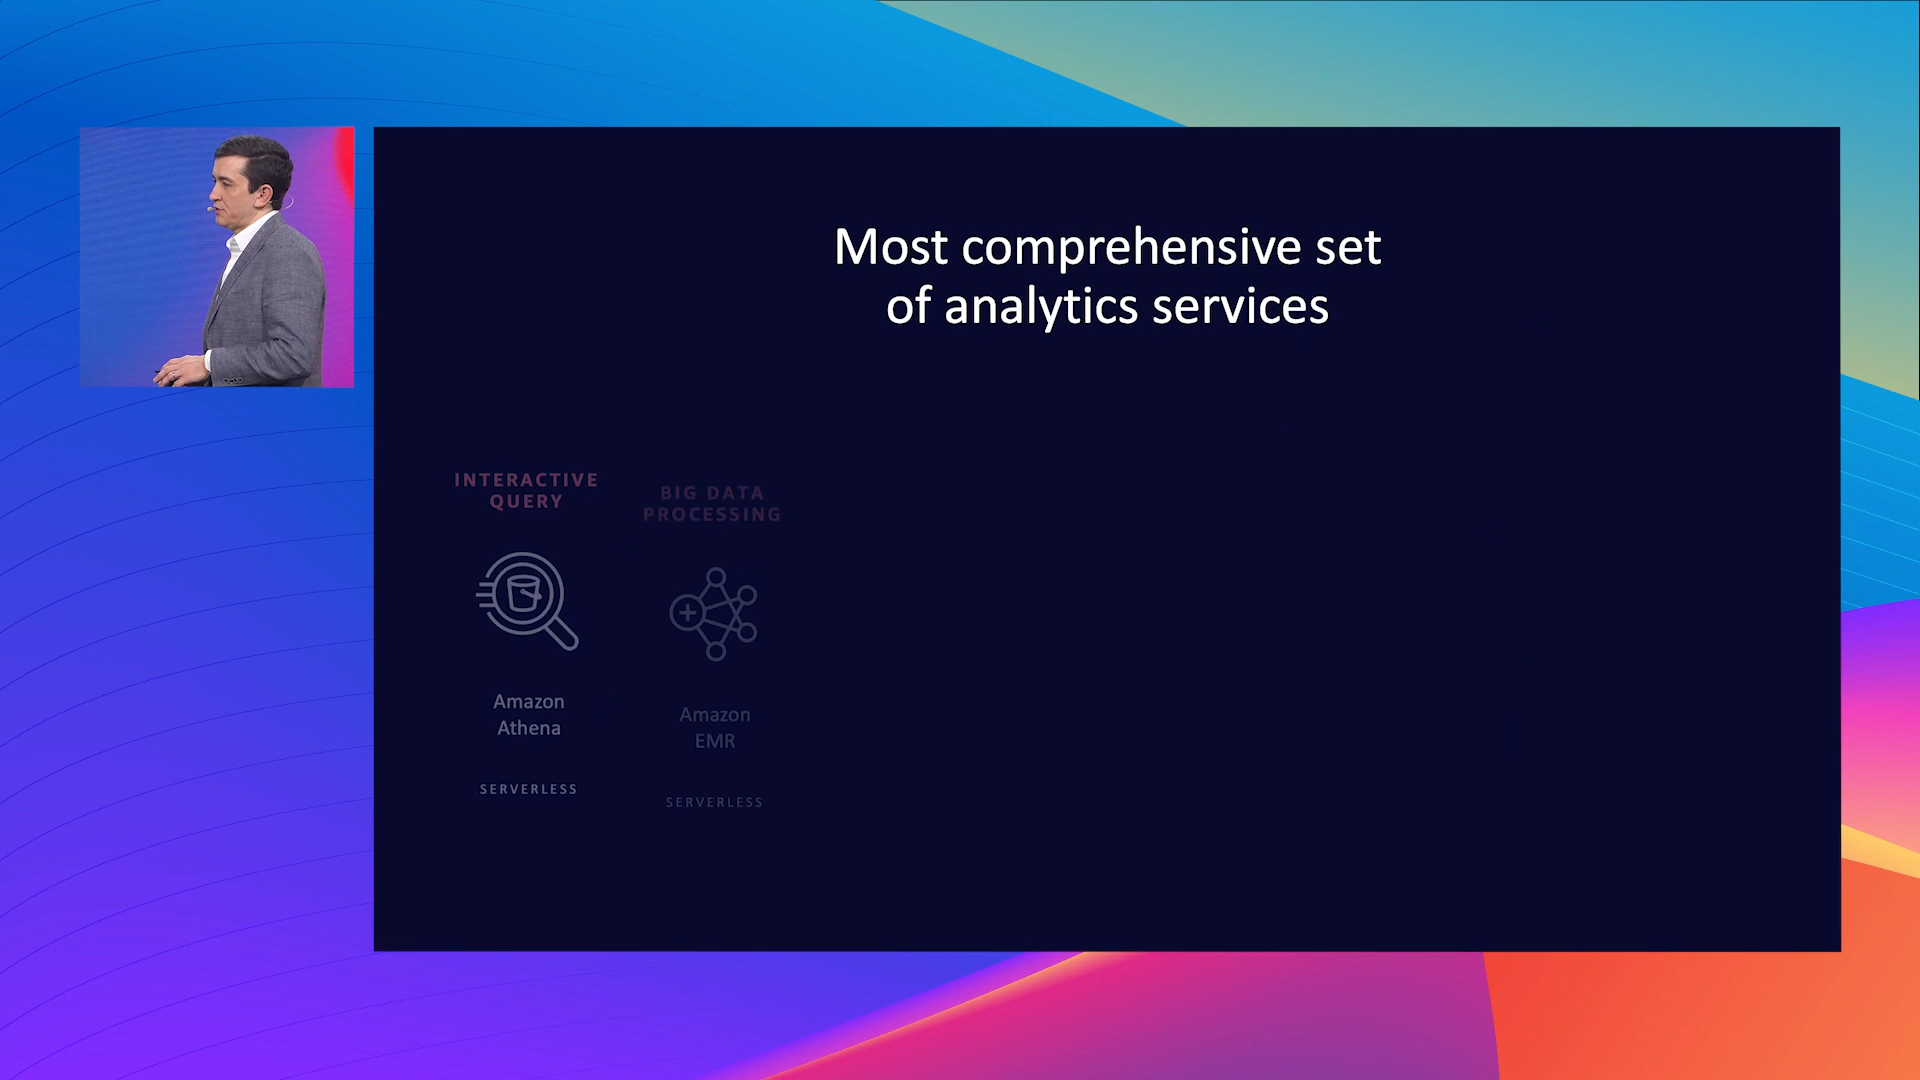 Most comprehensive set
of analytics services
INTERACTIVE
QUERY
Amazon
Athena
SERVERLESS
BIG DATA
PROCESSING
Amazon
EMR
SERVERLESS